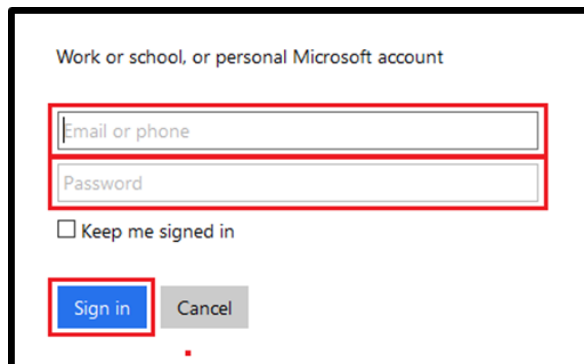 Work or school, or personal Microsoft account
Email or phone
Password
Keep me signed in
Sign in Cancel